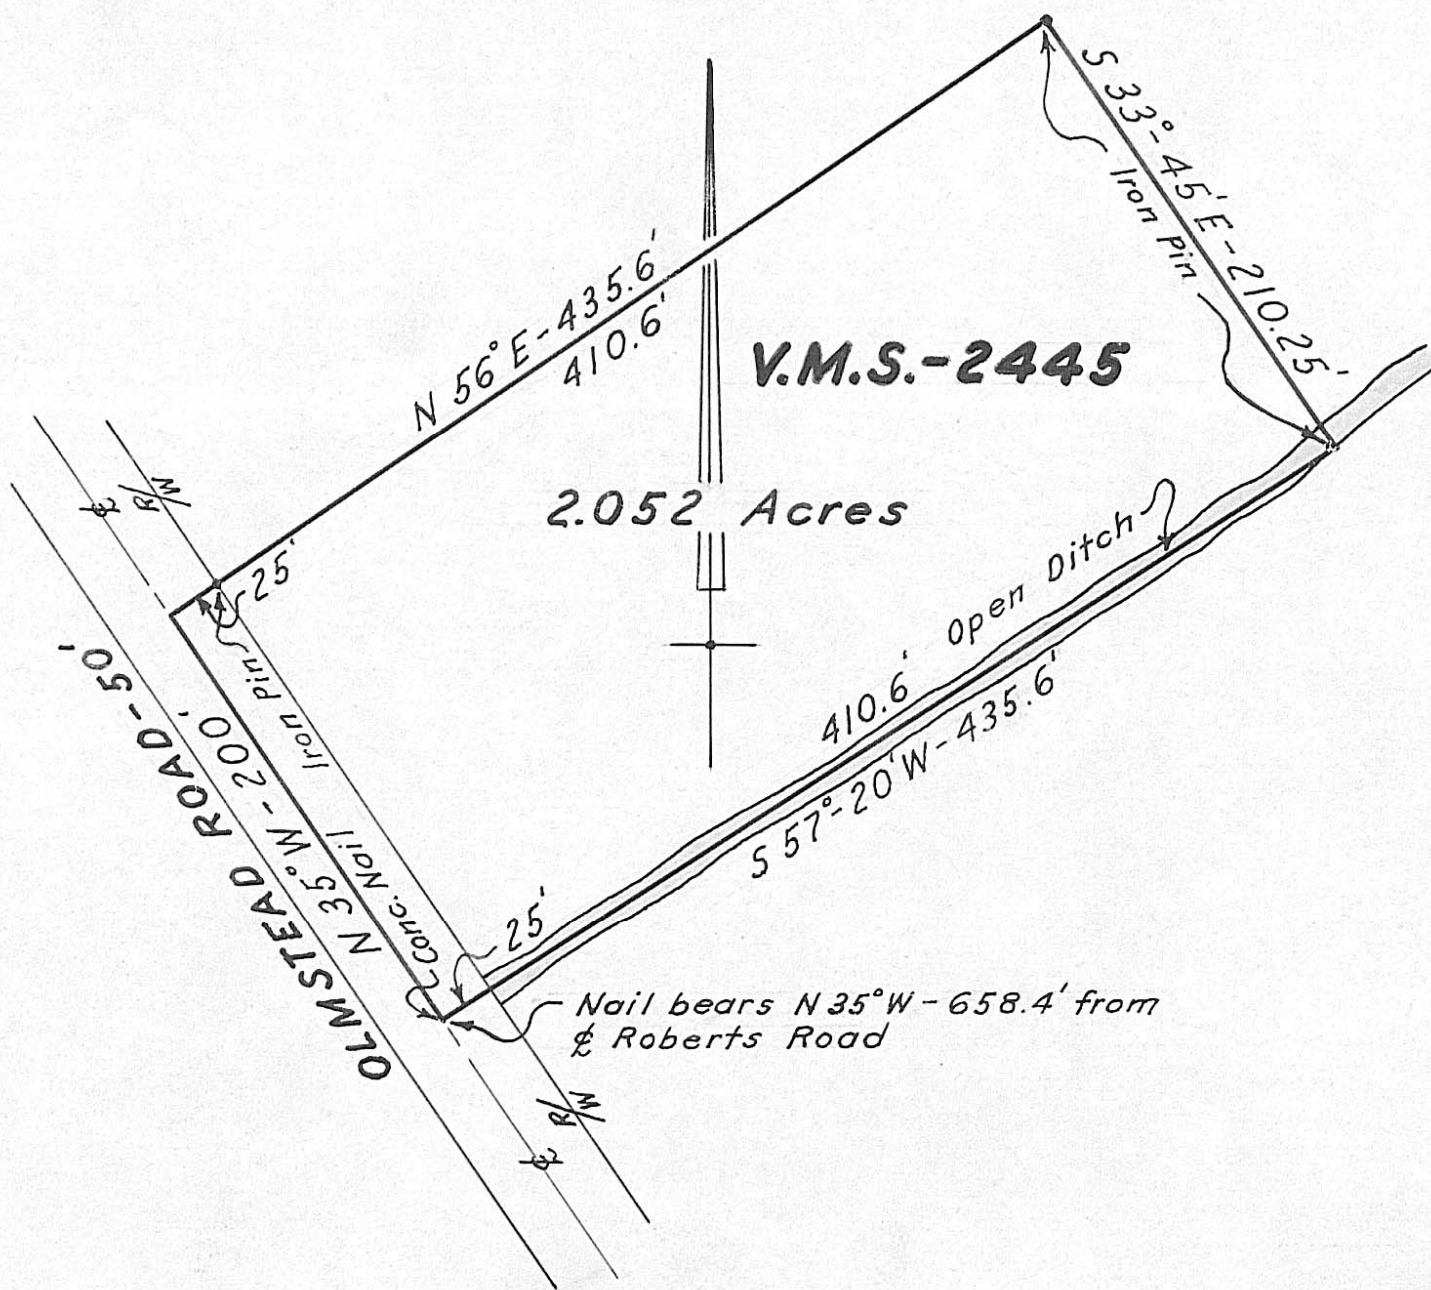 S 33°-45' E - 210.25'
Iron Pin
N 56° E - 435.6'
410.6'
V.M.S.-2445
2.052 Acres
℄
R/W
25'
Iron Pin
Open Ditch
410.6'
S 57°-20' W - 435.6'
OLMSTEAD ROAD - 50'
N 35° W - 200'
Conc. Nail
25'
Nail bears N 35° W - 658.4' from
℄ Roberts Road
R/W
℄